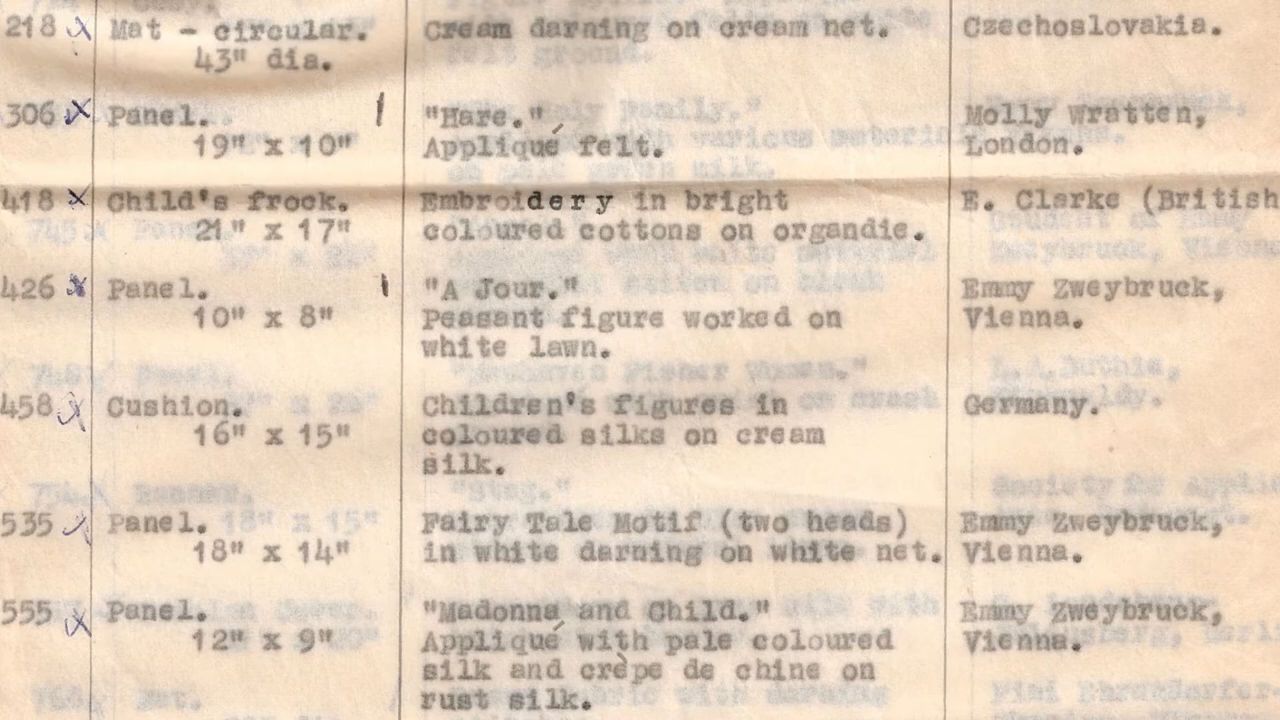 218 x Mat - circular. Cream darning on cream net. Czechoslovakia.
43" dia.
306 x Panel. "Hare." Molly Wratten,
19" x 10" Appliqué felt. London.
418 x Child's frock. Embroidery in bright E. Clarke (British
21" x 17" coloured cottons on organdie.
426 x Panel. "A Jour." Emmy Zweybruck,
10" x 8" Peasant figure worked on Vienna.
white lawn.
458 x Cushion. Children's figures in Germany.
16" x 15" coloured silks on cream
silk.
535 x Panel. Fairy Tale Motif (two heads) Emmy Zweybruck,
18" x 14" in white darning on white net. Vienna.
555 x Panel. "Madonna and Child." Emmy Zweybruck,
12" x 9" Appliqué with pale coloured Vienna.
silk and crèpe de chine on
rust silk.